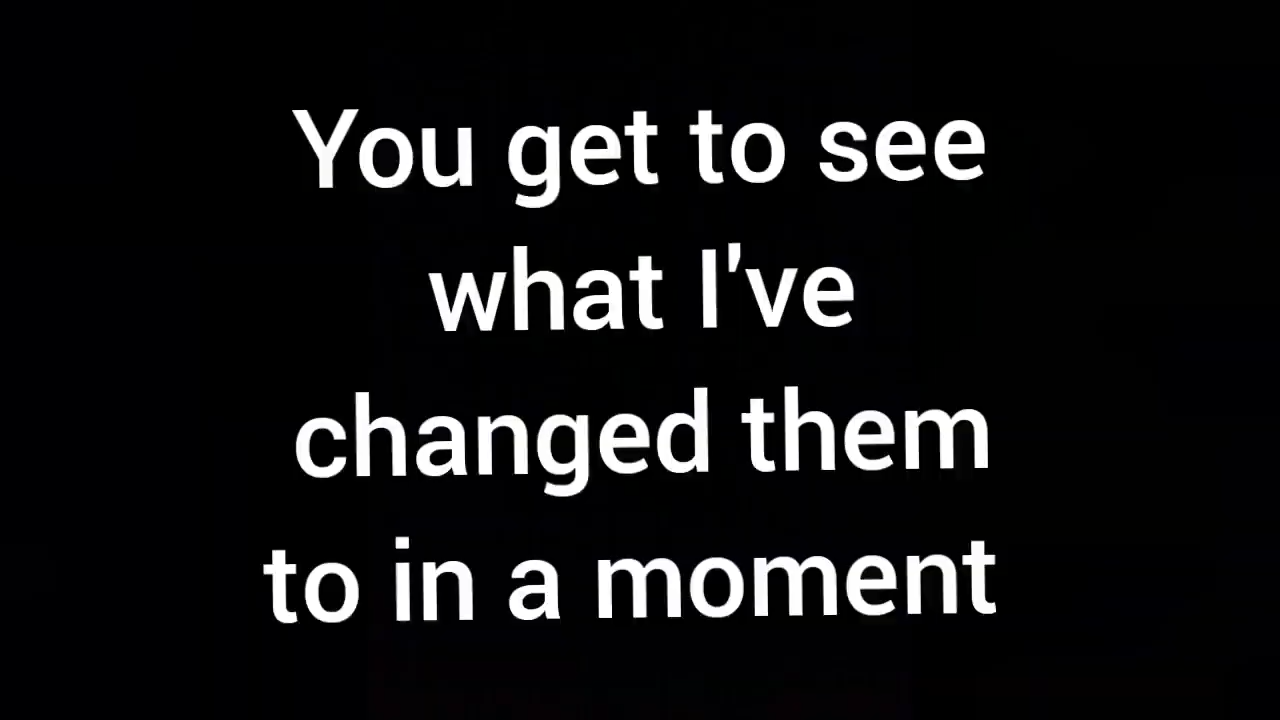 You get to see
what I've
changed them
to in a moment